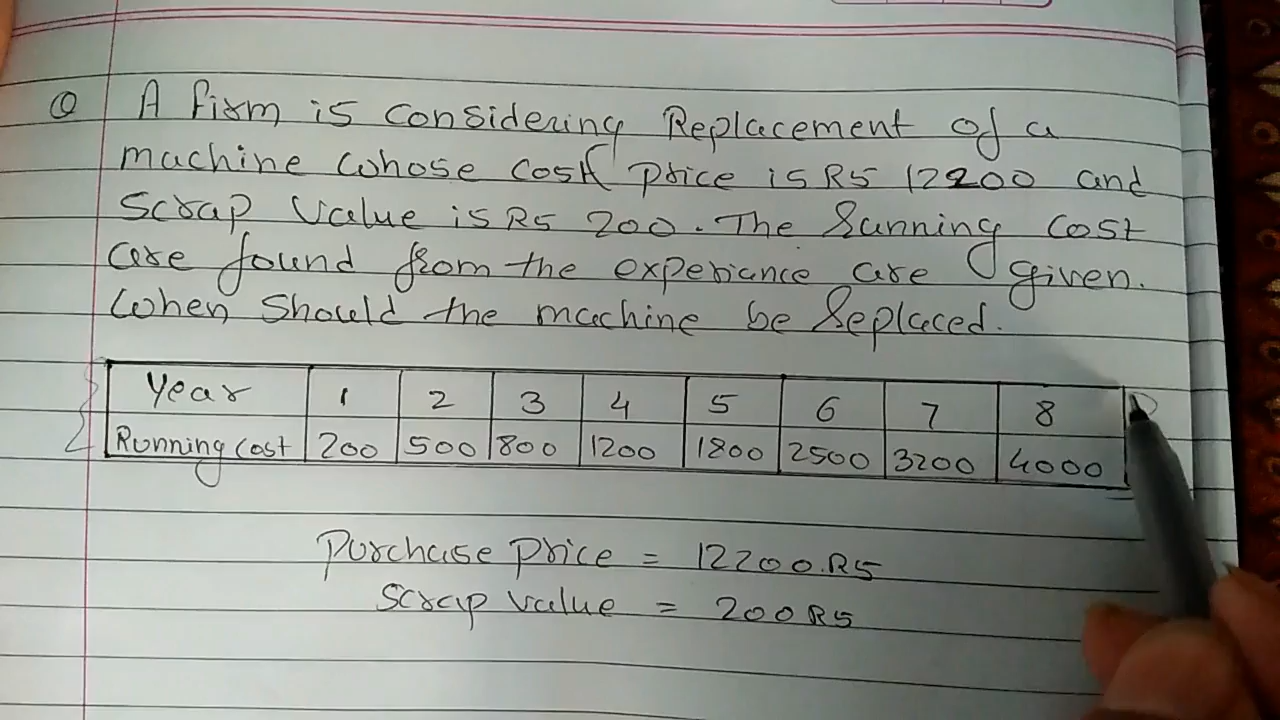 Q A firm is considering Replacement of a
machine whose cost price is RS 12200 and
Scrap Value is RS 200. The Running cost
are found from the experiance are given.
When Should the machine be Replaced.
Year 1 2 3 4 5 6 7 8
Running cost 200 500 800 1200 1800 2500 3200 4000
Purchase price = 12200.RS
Scrap value = 200 RS